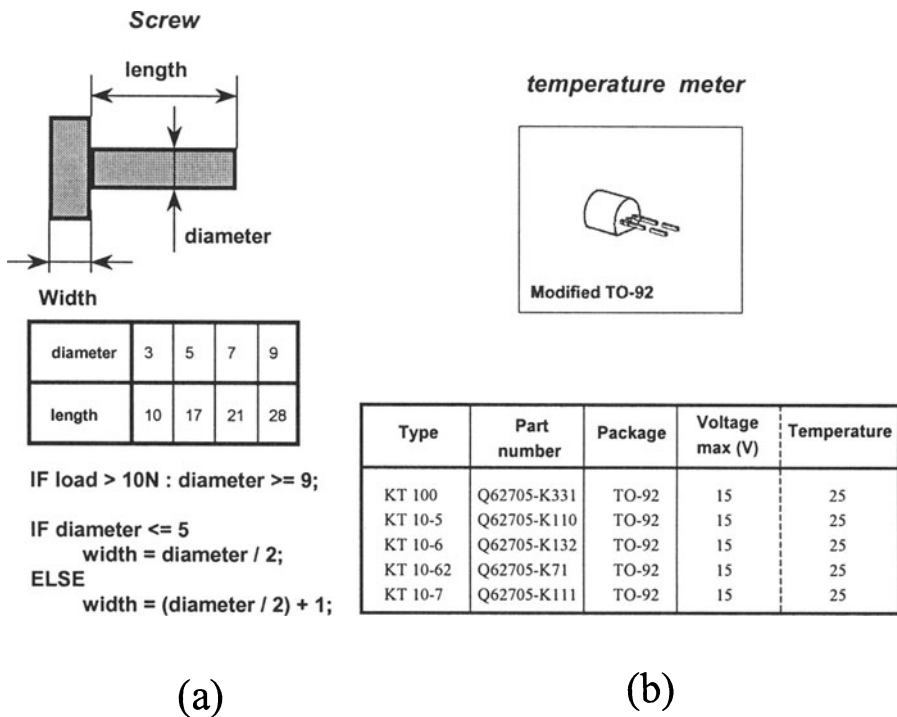 Screw
length
diameter
Width
diameter 3 5 7 9
length 10 17 21 28
IF load > 10N : diameter >= 9;
IF diameter <= 5
width = diameter / 2;
ELSE
width = (diameter / 2) + 1;
(a)
temperature meter
Modified TO-92
Type Part number Package Voltage max (V) Temperature
KT 100 Q62705-K331 TO-92 15 25
KT 10-5 Q62705-K110 TO-92 15 25
KT 10-6 Q62705-K132 TO-92 15 25
KT 10-62 Q62705-K71 TO-92 15 25
KT 10-7 Q62705-K111 TO-92 15 25
(b)